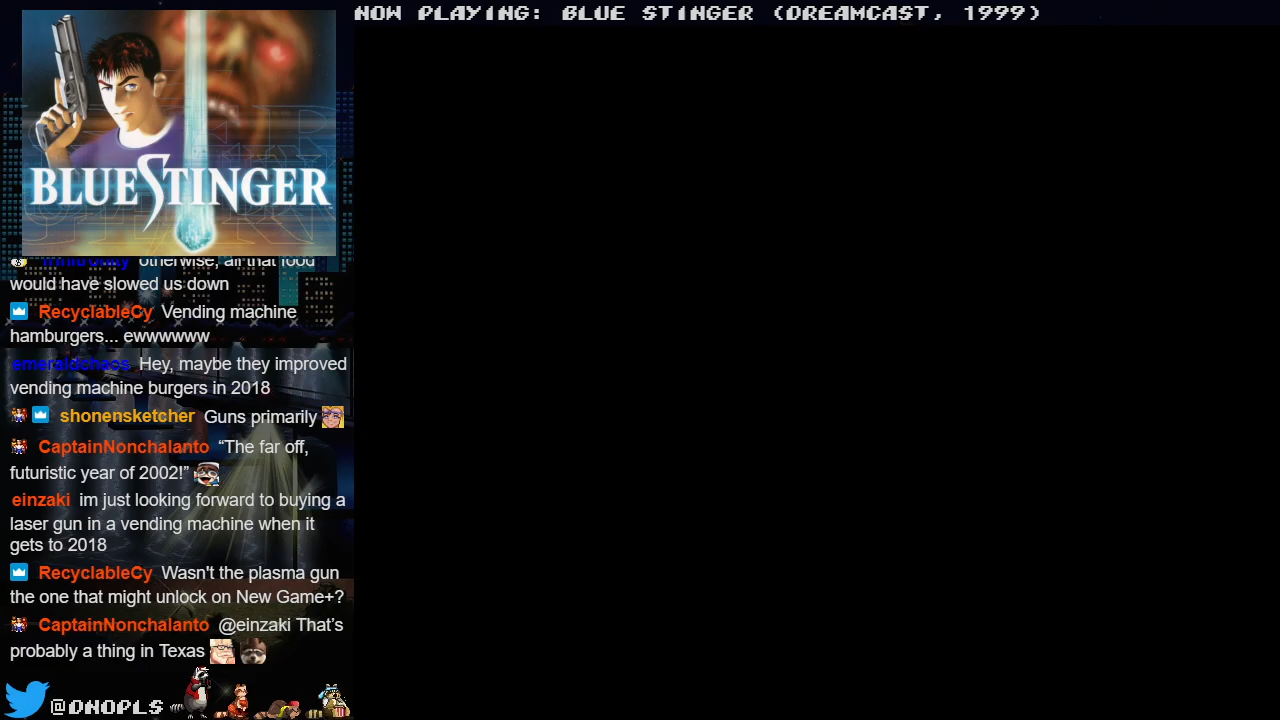 NOW PLAYING: BLUE STINGER (DREAMCAST, 1999)
BLUE STINGER
otherwise, all that food
would have slowed us down
RecyclableCy Vending machine
hamburgers... ewwwwww
emeraldchaos Hey, maybe they improved
vending machine burgers in 2018
shonensketcher Guns primarily
CaptainNonchalanto “The far off,
futuristic year of 2002!”
einzaki im just looking forward to buying a
laser gun in a vending machine when it
gets to 2018
RecyclableCy Wasn't the plasma gun
the one that might unlock on New Game+?
CaptainNonchalanto @einzaki That's
probably a thing in Texas
@OHOPLS